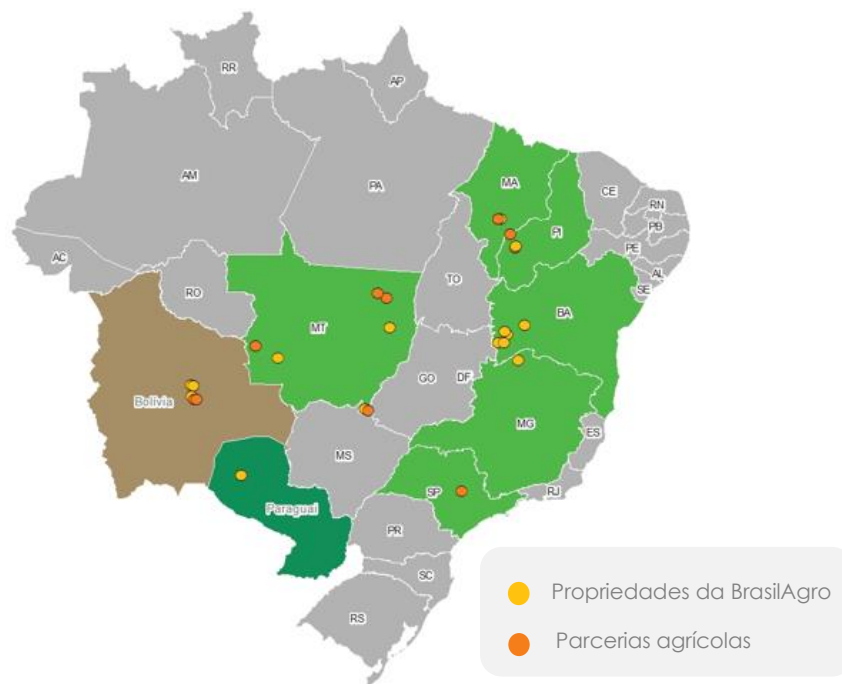 RR
AP
AM
PA
MA
CE
RN
PB
PI
PE
AC
AL
TO
SE
RO
BA
MT
GO
DF
Bolívia
MG
ES
MS
SP
RJ
Paraguai
PR
SC
RS
Propriedades da BrasilAgro
Parcerias agrícolas